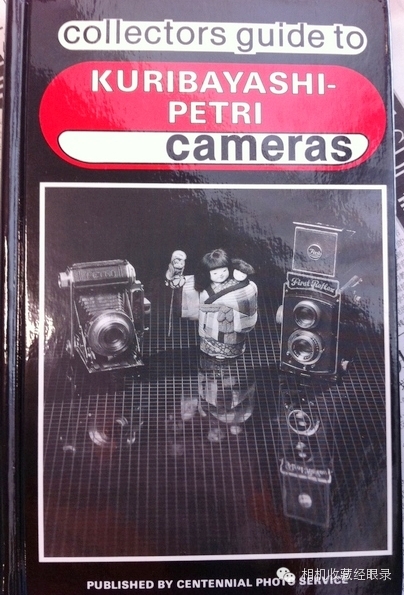 collectors guide to
KURIBAYASHI-
PETRI
cameras
First Reflex
PUBLISHED BY CENTENNIAL PHOTO SERVICE
相机收藏经眼录